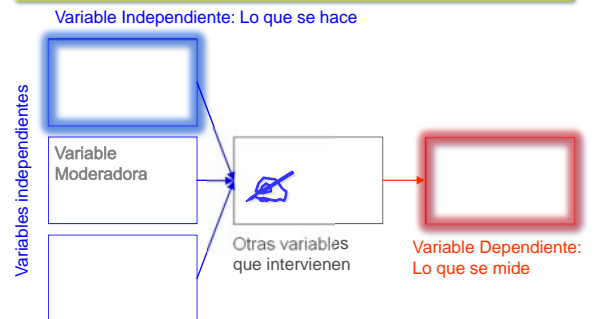 Variable Independiente: Lo que se hace
Variables independientes
Variable
Moderadora
Otras variables
que intervienen
Variable Dependiente:
Lo que se mide